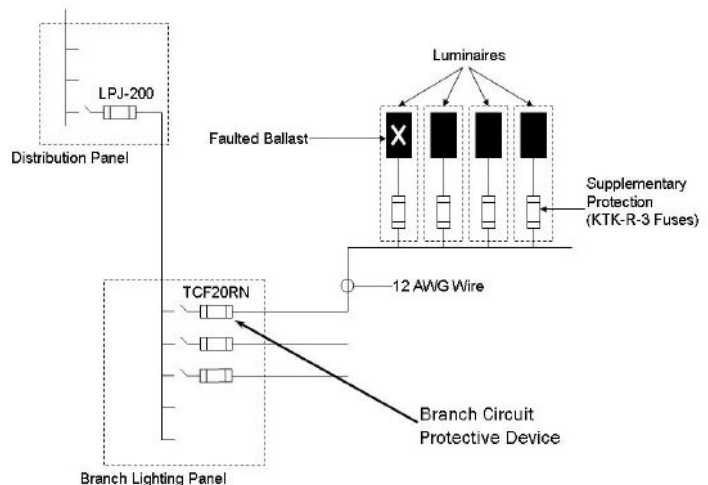 LPJ-200
Distribution Panel
Luminaires
Faulted Ballast
X
Supplementary
Protection
(KTK-R-3 Fuses)
12 AWG Wire
TCF20RN
Branch Circuit
Protective Device
Branch Lighting Panel